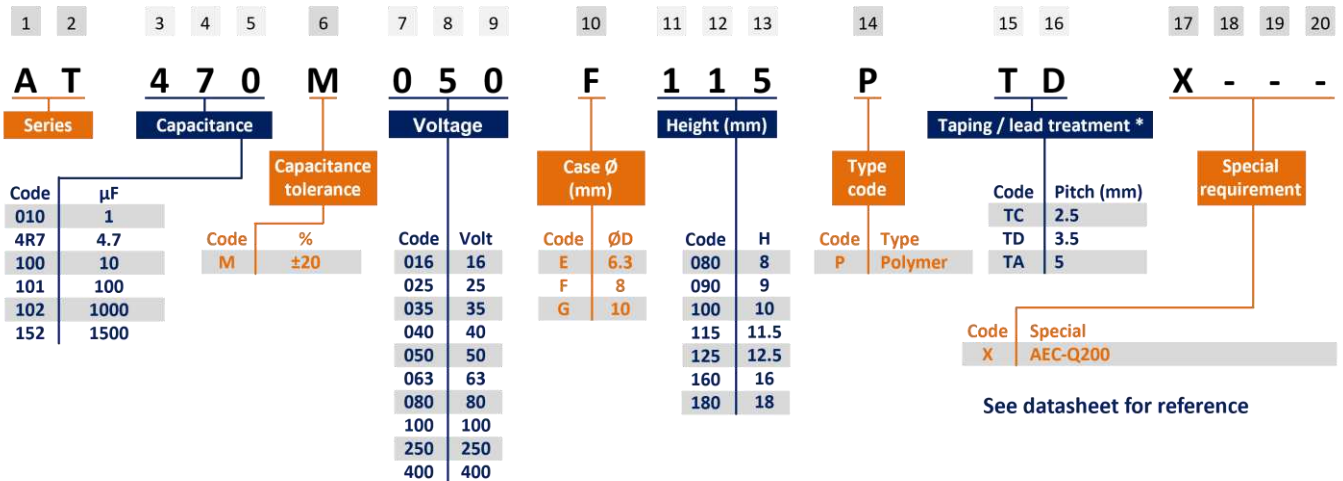 1 2 3 4 5 6 7 8 9 10 11 12 13 14 15 16 17 18 19 20
A T 4 7 0 M 0 5 0 F 1 1 5 P T D X - - -
Series Capacitance Voltage Height (mm) Taping / lead treatment *
Capacitance
tolerance
Case Ø
(mm)
Type
code
Special
requirement
Code µF
010 1
4R7 4.7
100 10
101 100
102 1000
152 1500
Code %
M ±20
Code Volt
016 16
025 25
035 35
040 40
050 50
063 63
080 80
100 100
250 250
400 400
Code ØD
E 6.3
F 8
G 10
Code H
080 8
090 9
100 10
115 11.5
125 12.5
160 16
180 18
Code Type
P Polymer
Code Pitch (mm)
TC 2.5
TD 3.5
TA 5
Code Special
X AEC-Q200
See datasheet for reference